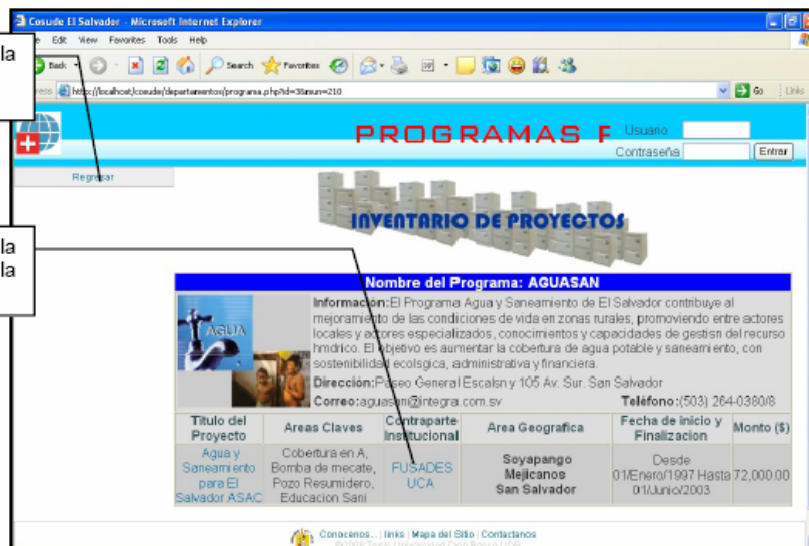 Cosude El Salvador - Microsoft Internet Explorer
Edit View Favorites Tools Help
la
Back Search Favorites
http://localhost/cosude/departamentos/programa.php?id=3&mun=210 Go Links
PROGRAMAS F
Usuario
Contraseña Entrar
Regresar
INVENTARIO DE PROYECTOS
la
la
Nombre del Programa: AGUASAN
AGUA
Información:El Programa Agua y Saneamiento de El Salvador contribuye al
mejoramiento de las condiciones de vida en zonas rurales, promoviendo entre actores
locales y actores especializados, conocimientos y capacidades de gestisn del recurso
hmdrico. El objetivo es aumentar la cobertura de agua potable y saneamiento, con
sostenibilidad ecolsgica, administrativa y financiera.
Dirección:Paseo General Escalsn y 105 Av. Sur. San Salvador
Correo:aguasan@integra.com.sv Teléfono:(503) 264-0380/8
Titulo del Proyecto
Areas Claves
Contraparte Institucional
Area Geografica
Fecha de inicio y Finalizacion
Monto ($)
Agua y
Saneamiento
para El
Salvador ASAC
Cobertura en A,
Bomba de mecate,
Pozo Resumidero,
Educacion Sani
FUSADES
UCA
Soyapango
Mejicanos
San Salvador
Desde
01/Enero/1997 Hasta
01/Junio/2003
72,000.00
Conocenos... | links | Mapa del Sitio | Contactanos